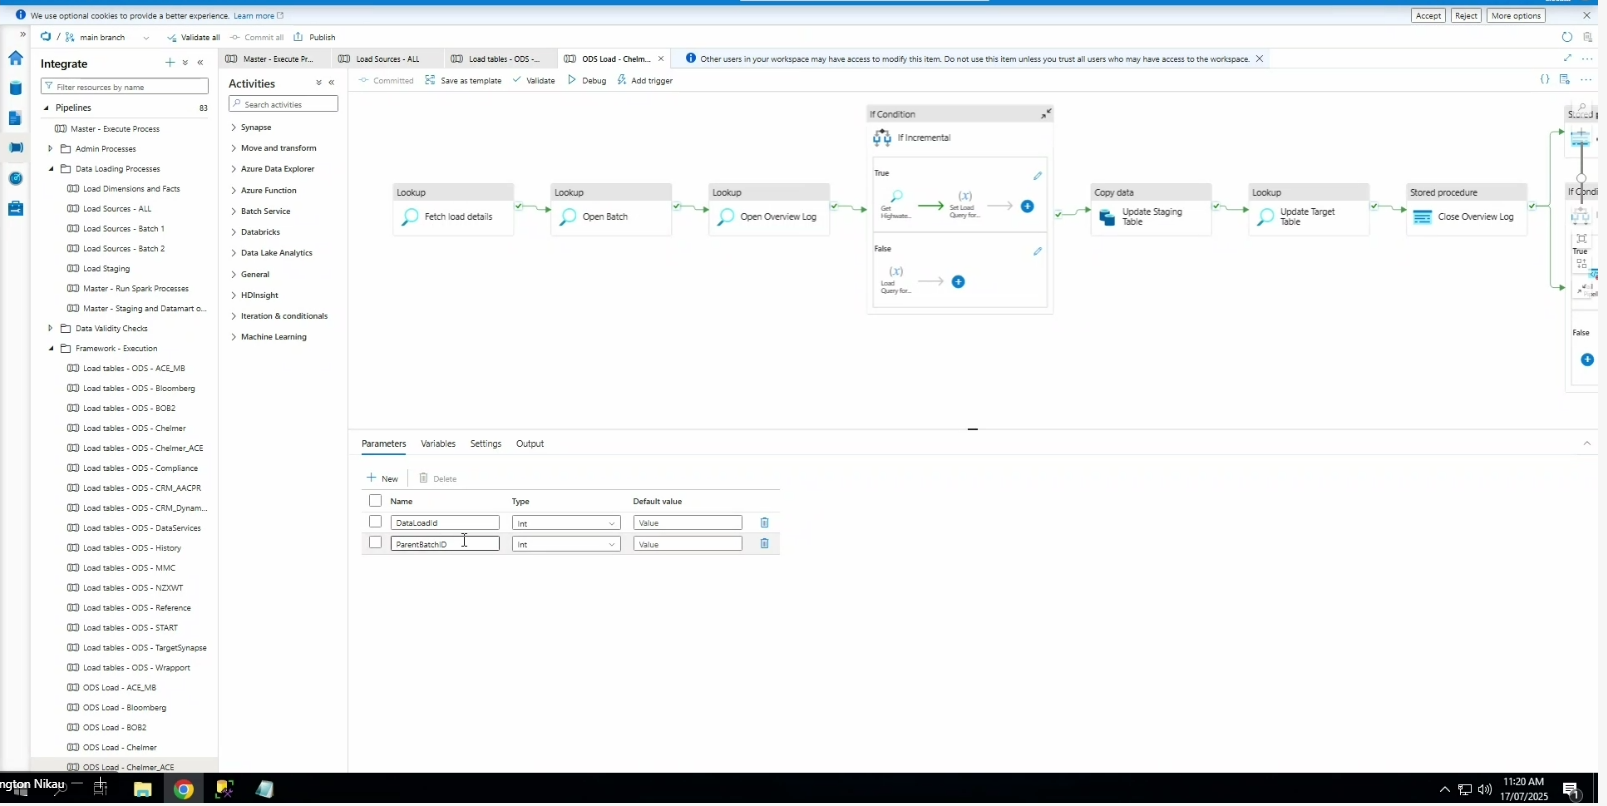 We use optional cookies to provide a better experience. Learn more
Accept
Reject
More options
/ main branch
Validate all
Commit all
Publish
Integrate
Filter resources by name
Pipelines
83
Master - Execute Process
Admin Processes
Data Loading Processes
Load Dimensions and Facts
Load Sources - ALL
Load Sources - Batch 1
Load Sources - Batch 2
Load Staging
Master - Run Spark Processes
Master - Staging and Datamart o...
Data Validity Checks
Framework - Execution
Load tables - ODS - ACE_MB
Load tables - ODS - Bloomberg
Load tables - ODS - BOB2
Load tables - ODS - Chelmer
Load tables - ODS - Chelmer_ACE
Load tables - ODS - Compliance
Load tables - ODS - CRM_AACPR
Load tables - ODS - CRM_Dynam...
Load tables - ODS - DataServices
Load tables - ODS - History
Load tables - ODS - MMC
Load tables - ODS - NZXWT
Load tables - ODS - Reference
Load tables - ODS - START
Load tables - ODS - TargetSynapse
Load tables - ODS - Wrapport
ODS Load - ACE_MB
ODS Load - Bloomberg
ODS Load - BOB2
ODS Load - Chelmer
ODS Load - Chelmer_ACE
Master - Execute Pr...
Load Sources - ALL
Load tables - ODS -...
ODS Load - Chelm...
Other users in your workspace may have access to modify this item. Do not use this item unless you trust all users who may have access to the workspace.
Activities
Search activities
Synapse
Move and transform
Azure Data Explorer
Azure Function
Batch Service
Databricks
Data Lake Analytics
General
HDInsight
Iteration & conditionals
Machine Learning
Committed
Save as template
Validate
Debug
Add trigger
Lookup
Fetch load details
Lookup
Open Batch
Lookup
Open Overview Log
If Condition
If Incremental
True
Get
Highwate...
Set Load
Query for...
False
Load
Query for...
Copy data
Update Staging
Table
Lookup
Update Target
Table
Stored procedure
Close Overview Log
True
False
Parameters
Variables
Settings
Output
New
Delete
Name
Type
Default value
DataLoadId
Int
Value
ParentBatchID
Int
Value
ngton Nikau
11:20 AM
17/07/2025